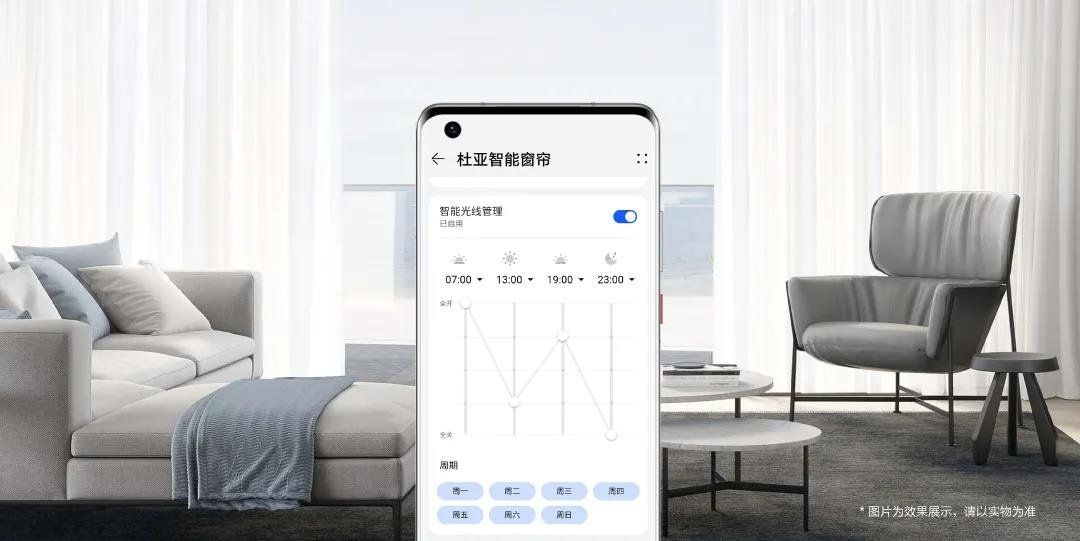 杜亚智能窗帘
智能光线管理
已启用
07:00 13:00 19:00 23:00
全开
全关
周期
周一 周二 周三 周四
周五 周六 周日
* 图片为效果展示，请以实物为准